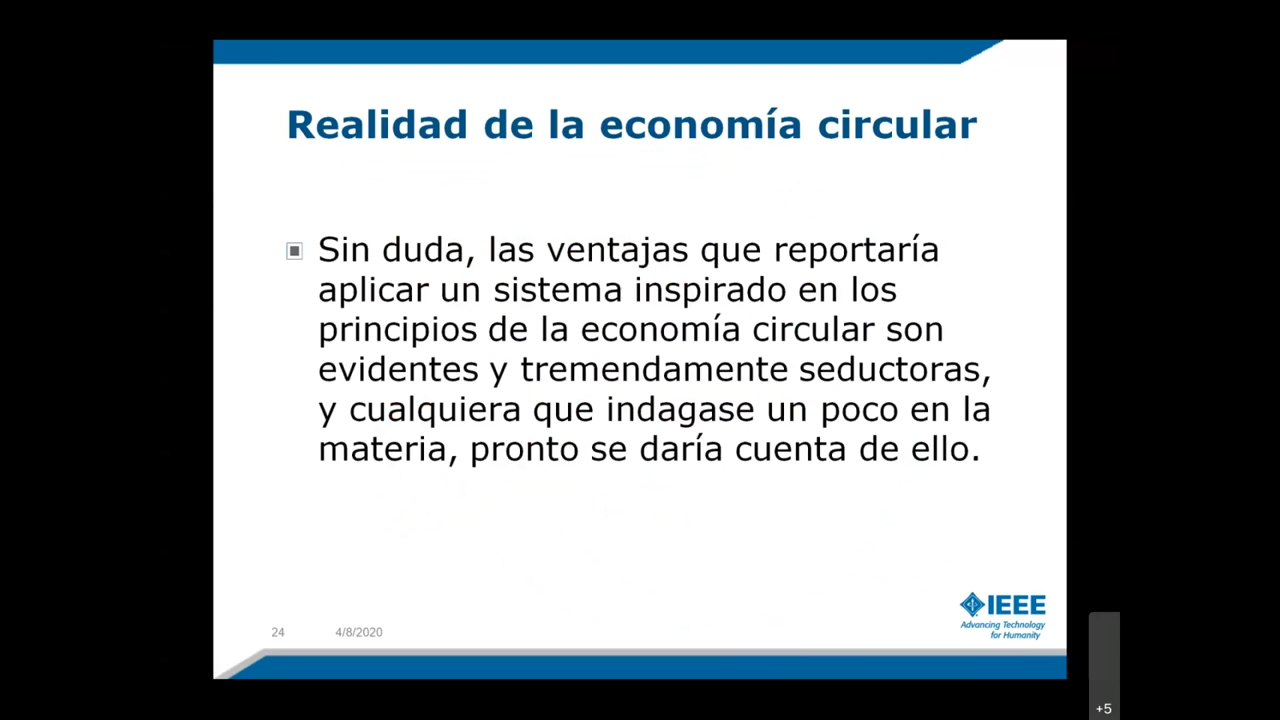 Realidad de la economía circular
Sin duda, las ventajas que reportaría
aplicar un sistema inspirado en los
principios de la economía circular son
evidentes y tremendamente seductoras,
y cualquiera que indagase un poco en la
materia, pronto se daría cuenta de ello.
IEEE
Advancing Technology
for Humanity
24 4/8/2020
+5